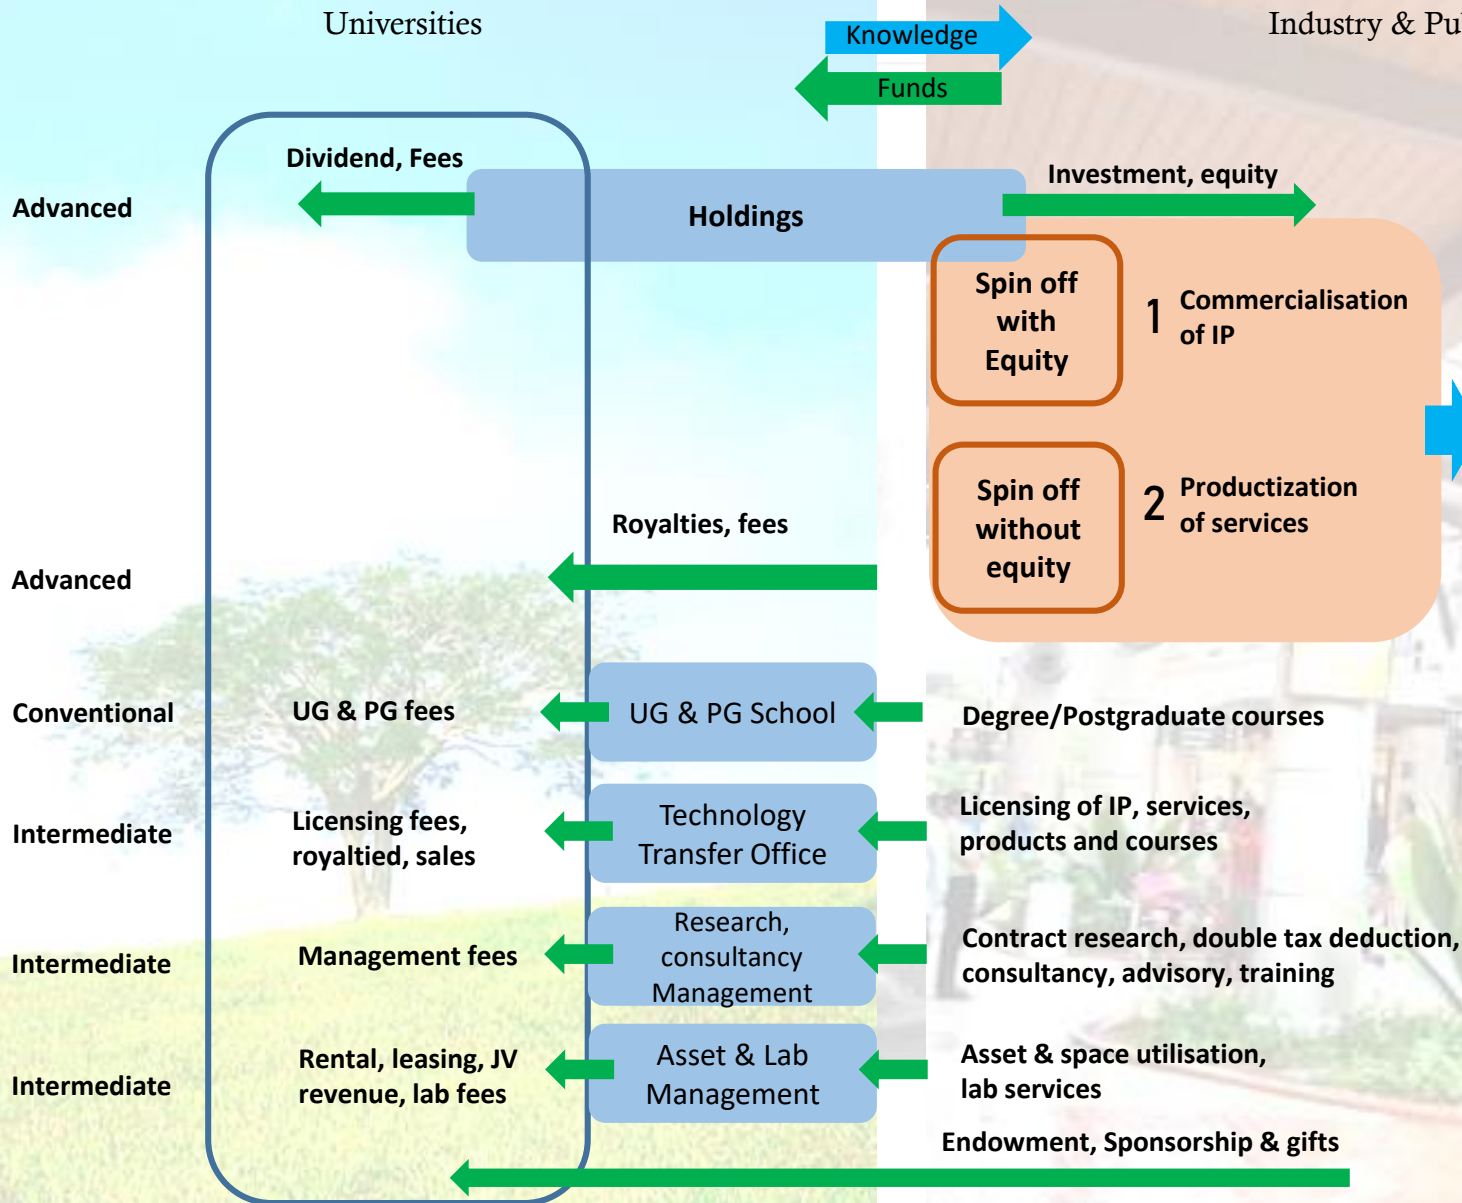 Universities
Knowledge
Industry & Pu
Funds
Dividend, Fees
Investment, equity
Advanced
Holdings
Spin off
with
Equity
1 Commercialisation
of IP
Spin off
without
equity
2 Productization
of services
Royalties, fees
Advanced
Conventional
UG & PG fees
UG & PG School
Degree/Postgraduate courses
Intermediate
Licensing fees,
royaltied, sales
Technology
Transfer Office
Licensing of IP, services,
products and courses
Intermediate
Management fees
Research,
consultancy
Management
Contract research, double tax deduction,
consultancy, advisory, training
Intermediate
Rental, leasing, JV
revenue, lab fees
Asset & Lab
Management
Asset & space utilisation,
lab services
Endowment, Sponsorship & gifts